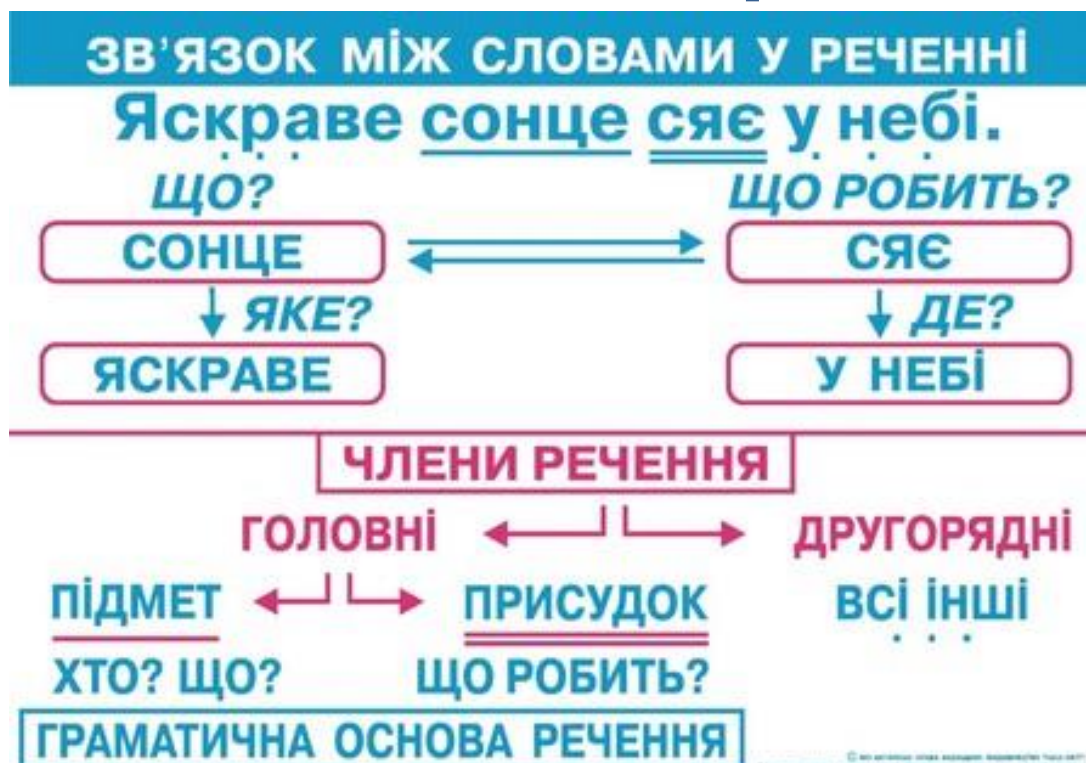 ЗВ’ЯЗОК МІЖ СЛОВАМИ У РЕЧЕННІ
Яскраве сонце сяє у небі.
ЩО? ЩО РОБИТЬ?
СОНЦЕ СЯЄ
ЯКЕ? ДЕ?
ЯСКРАВЕ У НЕБІ
ЧЛЕНИ РЕЧЕННЯ
ГОЛОВНІ ДРУГОРЯДНІ
ПІДМЕТ ПРИСУДОК ВСІ ІНШІ
ХТО? ЩО? ЩО РОБИТЬ?
ГРАМАТИЧНА ОСНОВА РЕЧЕННЯ